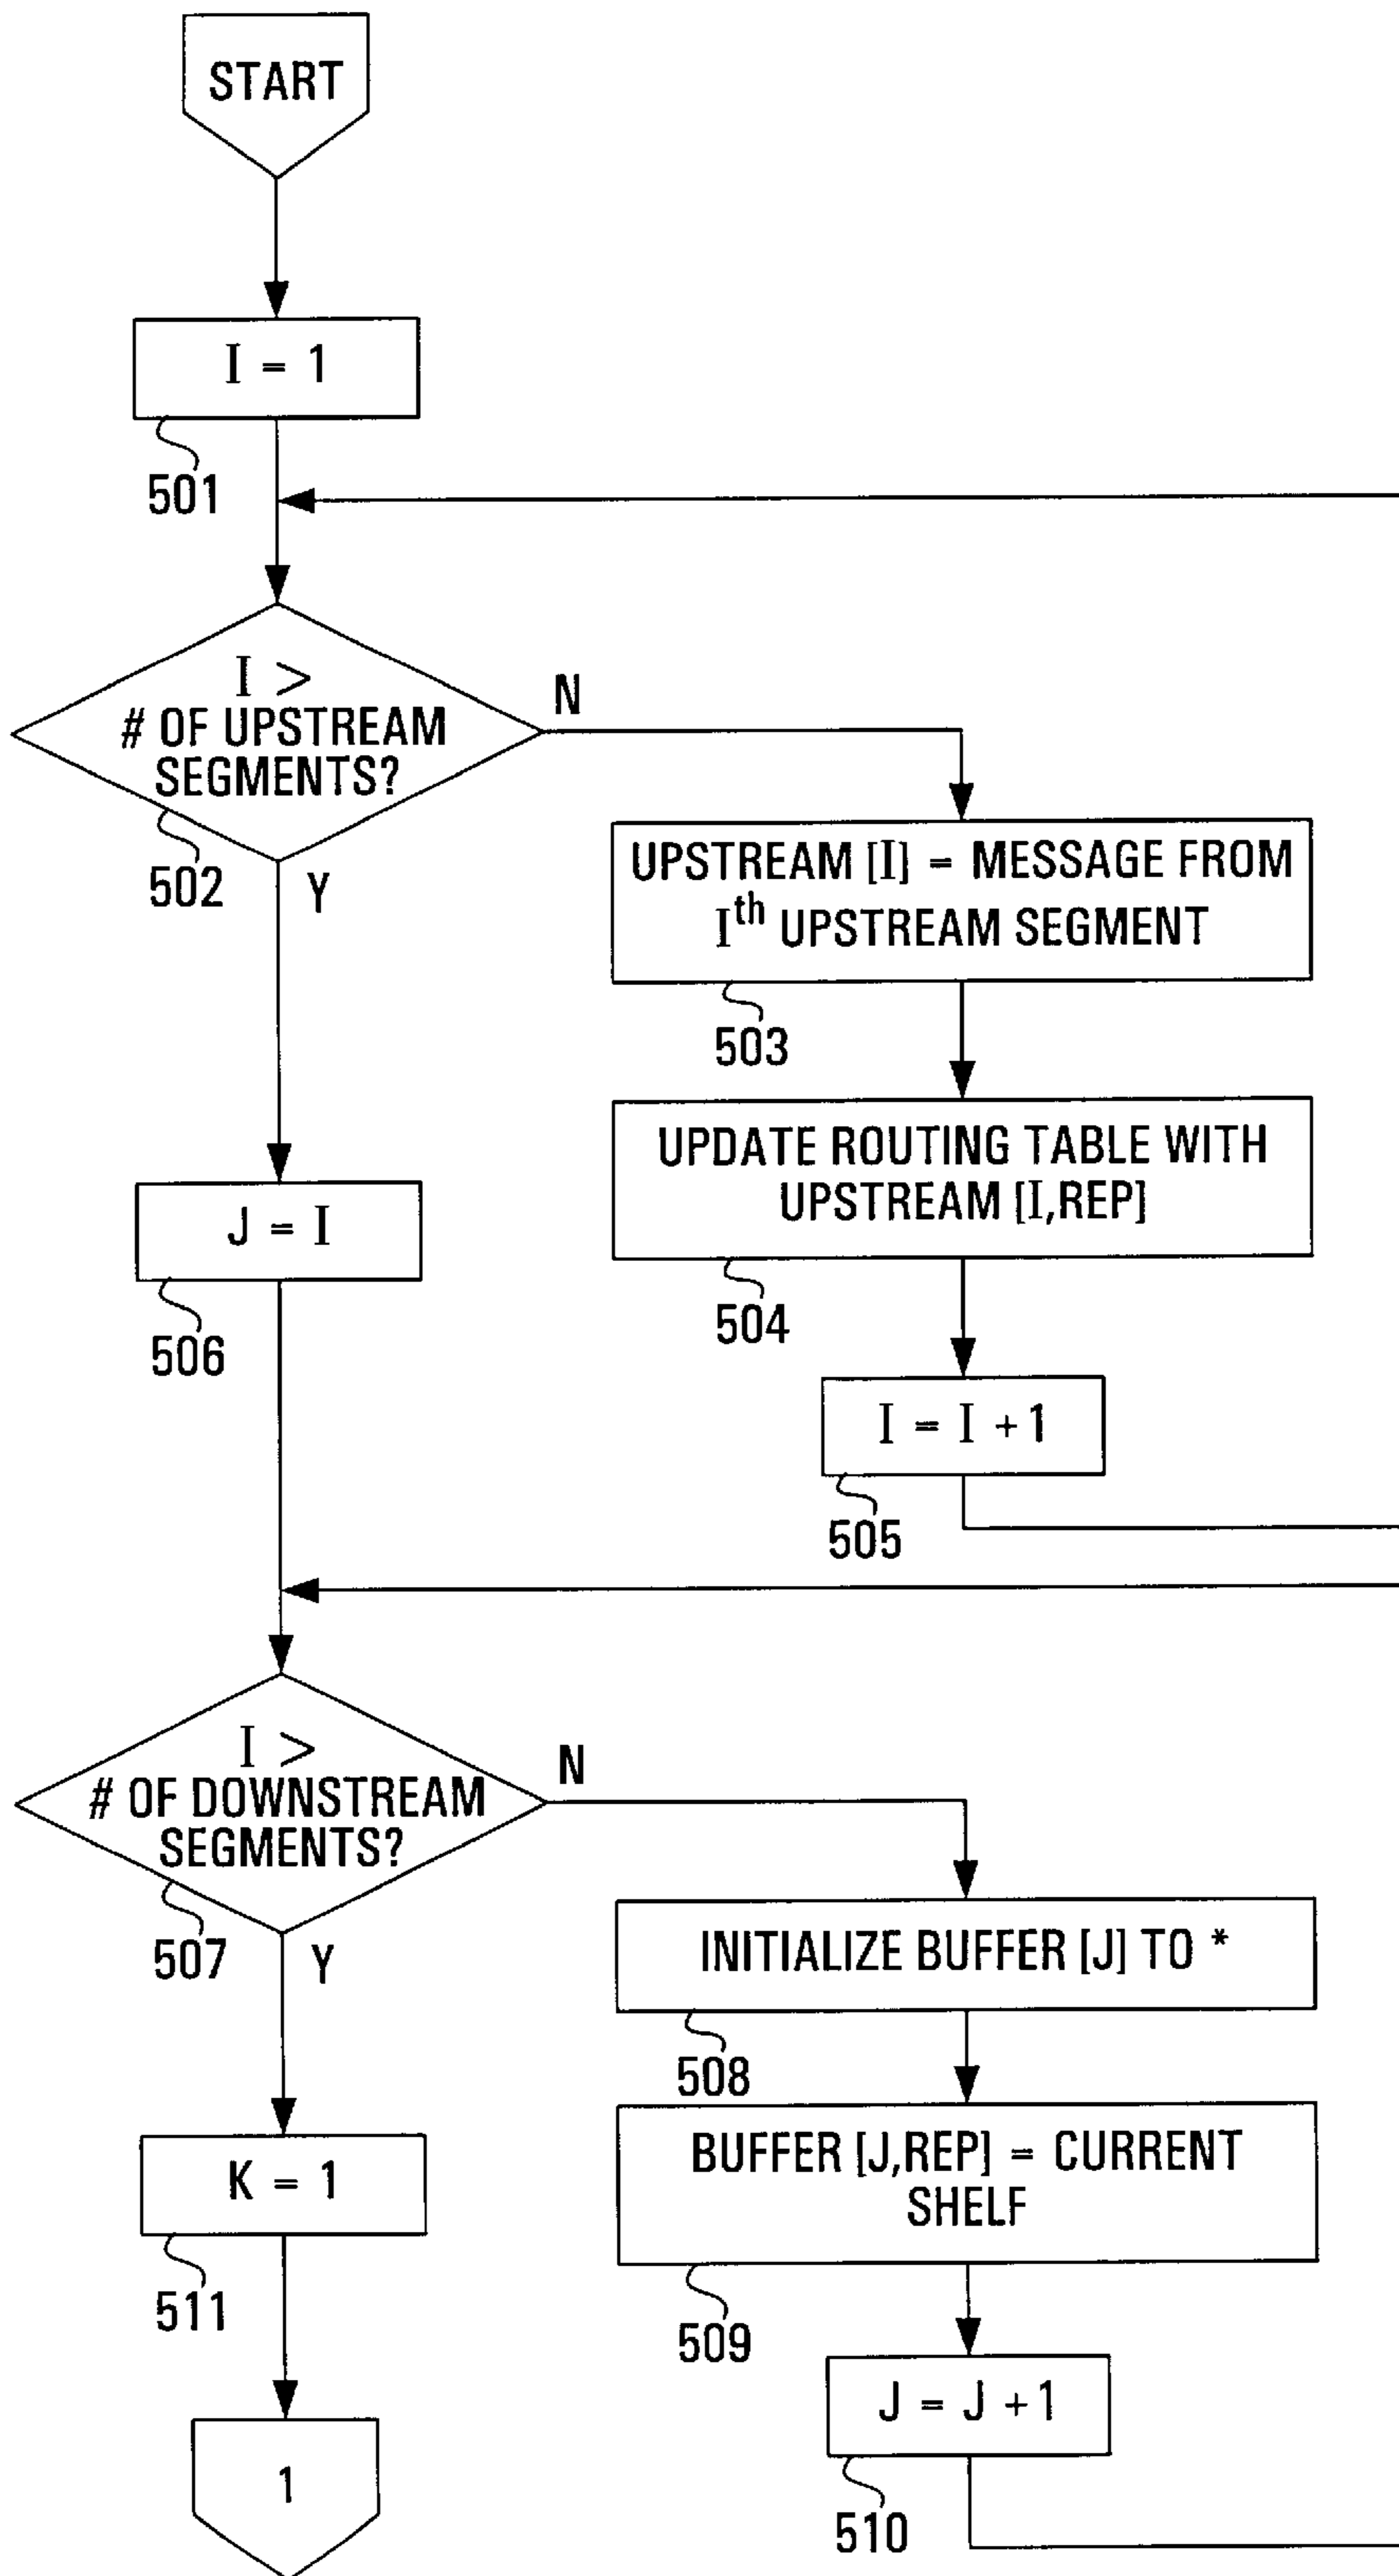 START
I = 1
501
I >
# OF UPSTREAM
SEGMENTS?
502
N
Y
UPSTREAM [I] = MESSAGE FROM
Ith UPSTREAM SEGMENT
503
UPDATE ROUTING TABLE WITH
UPSTREAM [I,REP]
504
I = I + 1
505
J = I
506
I >
# OF DOWNSTREAM
SEGMENTS?
507
N
Y
INITIALIZE BUFFER [J] TO *
508
BUFFER [J,REP] = CURRENT
SHELF
509
J = J + 1
510
K = 1
511
1